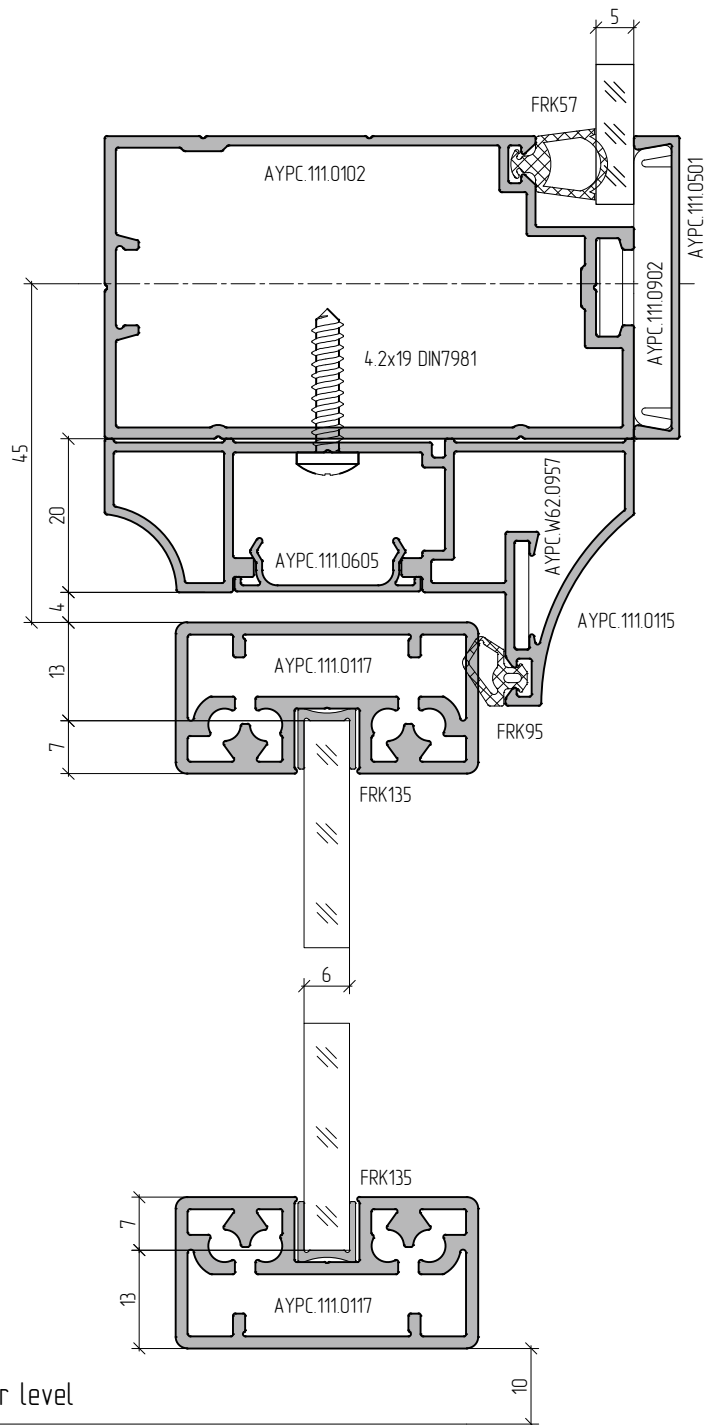 5
FRK57
AYPC.111.0102
AYPC.111.0501
AYPC.111.0902
4.2x19 DIN7981
45
20
AYPC.W62.0957
AYPC.111.0605
4
AYPC.111.0115
13
AYPC.111.0117
FRK95
7
FRK135
6
FRK135
7
13
AYPC.111.0117
10
r level